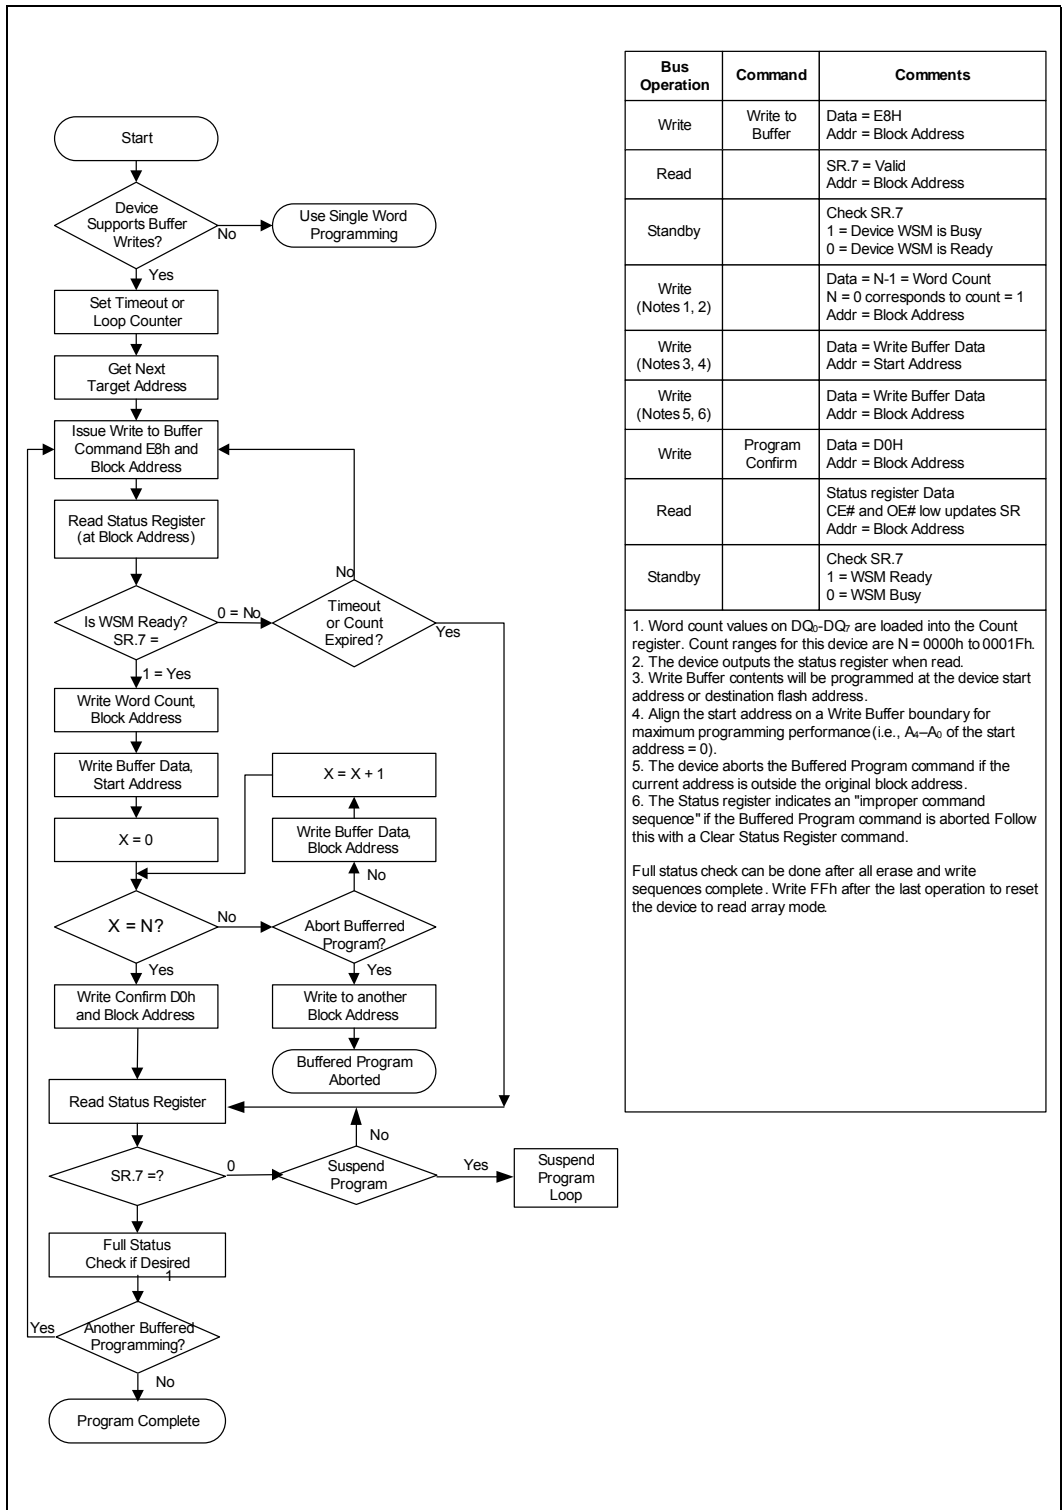 Start
Device
Supports Buffer
Writes?
No
Use Single Word
Programming
Yes
Set Timeout or
Loop Counter
Get Next
Target Address
Issue Write to Buffer
Command E8h and
Block Address
Read Status Register
(at Block Address)
No
Is WSM Ready?
SR.7 =
0 = No
Timeout
or Count
Expired?
Yes
1 = Yes
Write Word Count,
Block Address
Write Buffer Data,
Start Address
X = X + 1
X = 0
Write Buffer Data,
Block Address
No
X = N?
No
Abort Bufferred
Program?
Yes
Yes
Write Confirm D0h
and Block Address
Write to another
Block Address
Buffered Program
Aborted
Read Status Register
No
SR.7 =?
0
Suspend
Program
Yes
Suspend
Program
Loop
Full Status
Check if Desired
1
Yes
Another Buffered
Programming?
No
Program Complete
Bus
Operation
Command
Comments
Write
Write to
Buffer
Data = E8H
Addr = Block Address
Read
SR.7 = Valid
Addr = Block Address
Standby
Check SR.7
1 = Device WSM is Busy
0 = Device WSM is Ready
Write
(Notes 1, 2)
Data = N-1 = Word Count
N = 0 corresponds to count = 1
Addr = Block Address
Write
(Notes 3, 4)
Data = Write Buffer Data
Addr = Start Address
Write
(Notes 5, 6)
Data = Write Buffer Data
Addr = Block Address
Write
Program
Confirm
Data = D0H
Addr = Block Address
Read
Status register Data
CE# and OE# low updates SR
Addr = Block Address
Standby
Check SR.7
1 = WSM Ready
0 = WSM Busy
1. Word count values on DQ₀-DQ₇ are loaded into the Count
register. Count ranges for this device are N = 0000h to 0001Fh.
2. The device outputs the status register when read.
3. Write Buffer contents will be programmed at the device start
address or destination flash address.
4. Align the start address on a Write Buffer boundary for
maximum programming performance (i.e., A₄–A₀ of the start
address = 0).
5. The device aborts the Buffered Program command if the
current address is outside the original block address.
6. The Status register indicates an "improper command
sequence" if the Buffered Program command is aborted. Follow
this with a Clear Status Register command.
Full status check can be done after all erase and write
sequences complete. Write FFh after the last operation to reset
the device to read array mode.